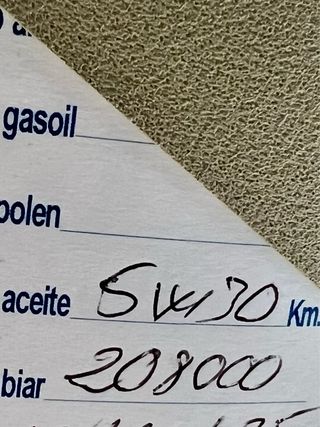 gasoil
polen
aceite 5W30 Km.
biar 208000